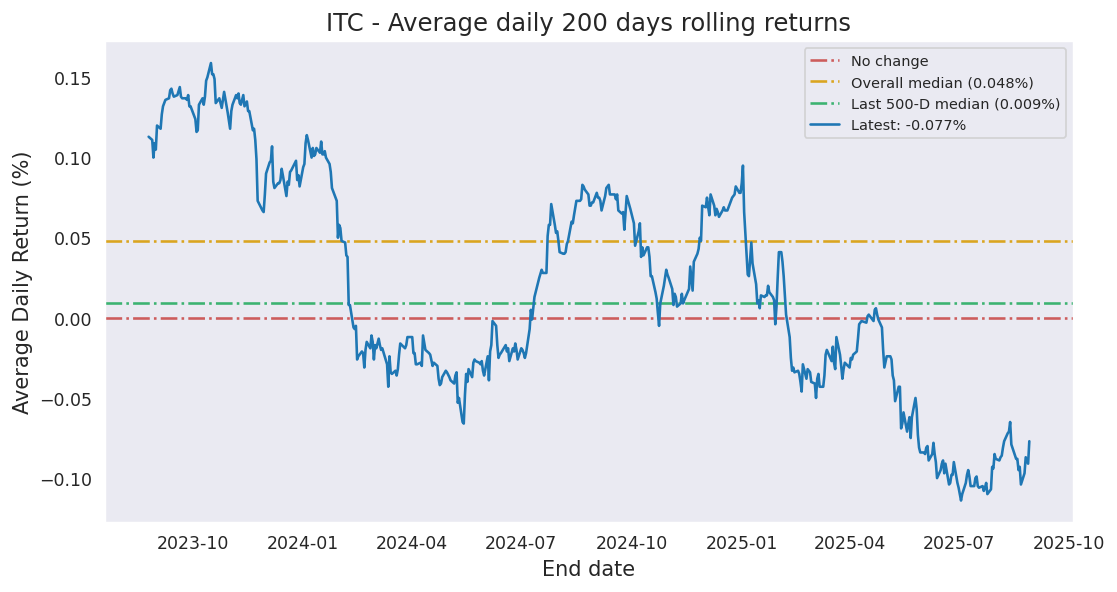 ITC - Average daily 200 days rolling returns
No change
Overall median (0.048%)
Last 500-D median (0.009%)
Latest: -0.077%
Average Daily Return (%)
0.15
0.10
0.05
0.00
−0.05
−0.10
2023-10 2024-01 2024-04 2024-07 2024-10 2025-01 2025-04 2025-07 2025-10
End date